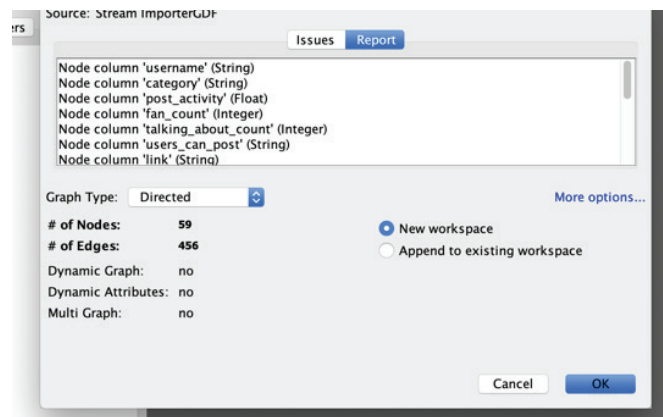 Source: Stream ImporterGDF
ers
Issues Report
Node column 'username' (String)
Node column 'category' (String)
Node column 'post_activity' (Float)
Node column 'fan_count' (Integer)
Node column 'talking_about_count' (Integer)
Node column 'users_can_post' (String)
Node column 'link' (String)
Graph Type: Directed
More options...
# of Nodes: 59
# of Edges: 456
Dynamic Graph: no
Dynamic Attributes: no
Multi Graph: no
New workspace
Append to existing workspace
Cancel OK